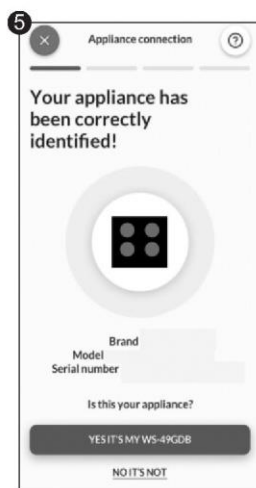 5
Appliance connection
?
Your appliance has
been correctly
identified!
Brand
Model
Serial number
Is this your appliance?
YES IT'S MY WS-49GDB
NO IT'S NOT